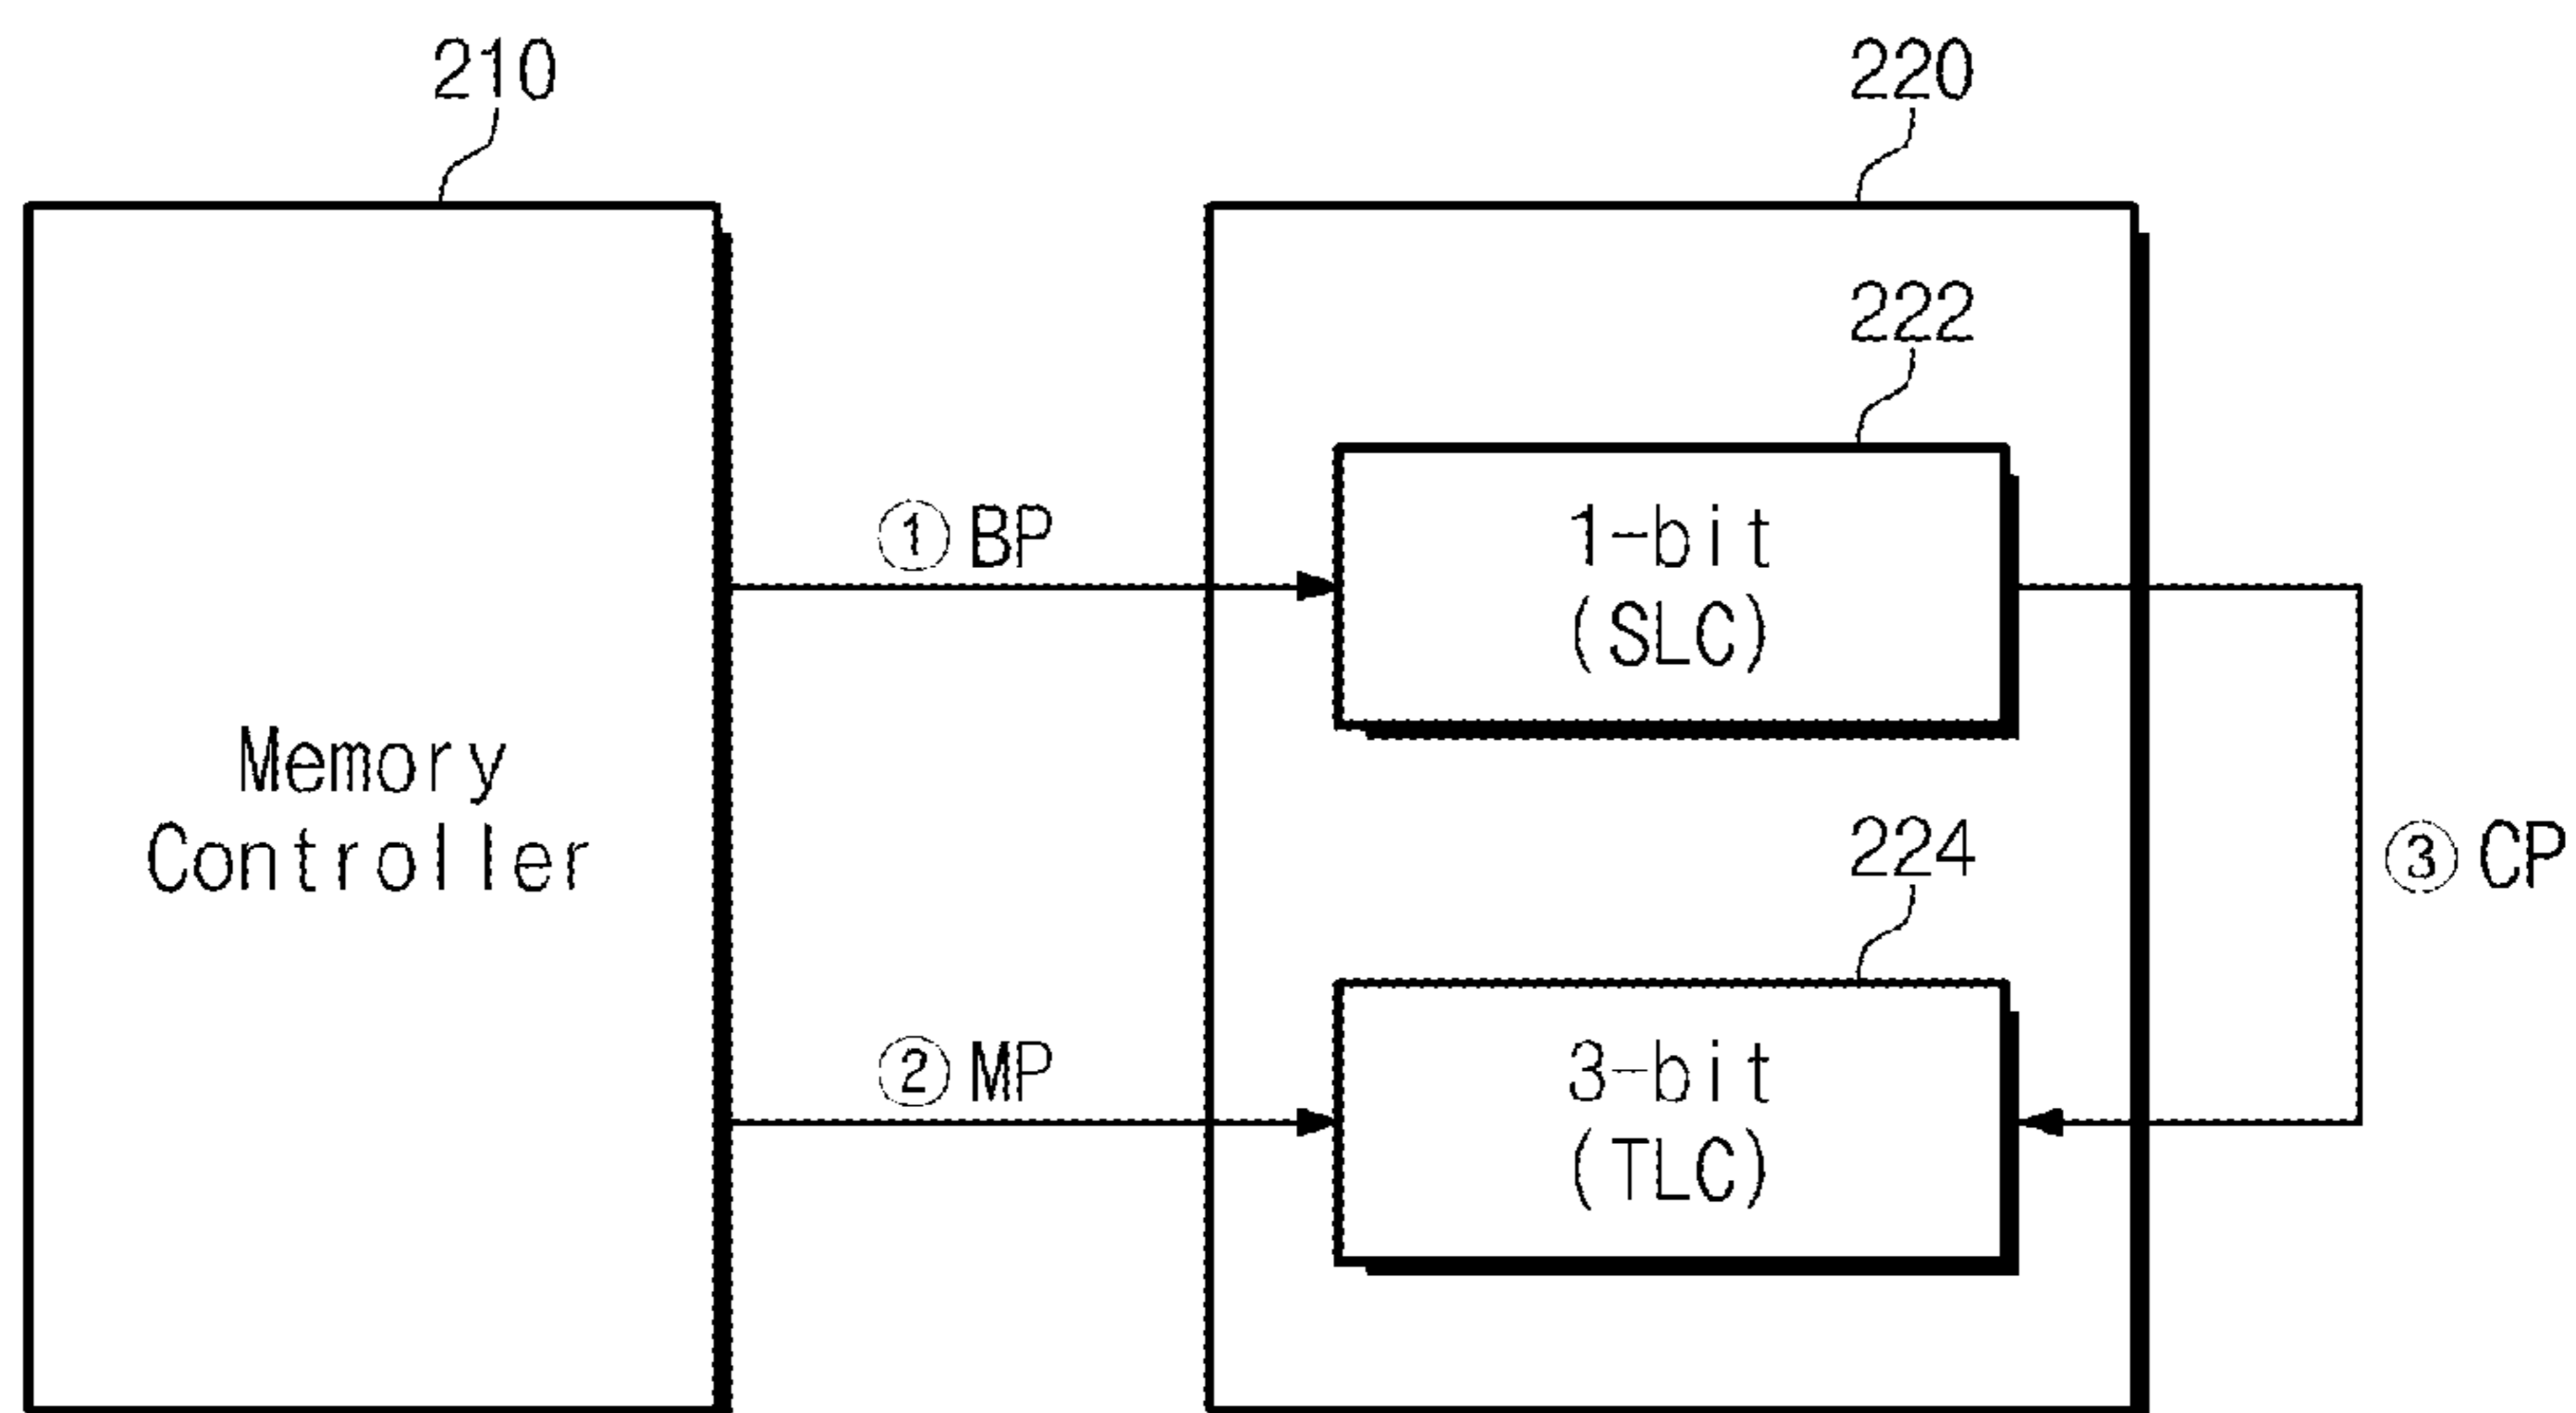 210
220
222
① BP
1-bit
(SLC)
Memory
Controller
224
③ CP
② MP
3-bit
(TLC)